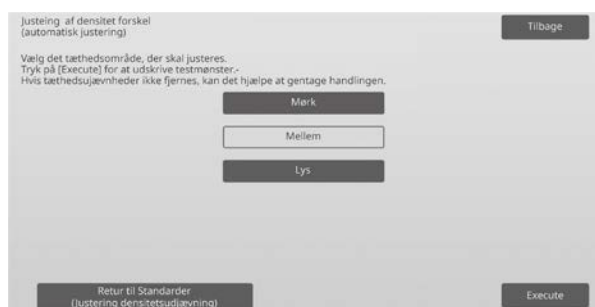 Justeing af densitet forskel
(automatisk justering)
Tilbage
Vælg det tæthedsområde, der skal justeres.
Tryk på [Execute] for at udskrive testmønster.-
Hvis tæthedsujævnheder ikke fjernes, kan det hjælpe at gentage handlingen.
Mørk
Mellem
Lys
Retur til Standarder
(Justering densitetsudjævning)
Execute